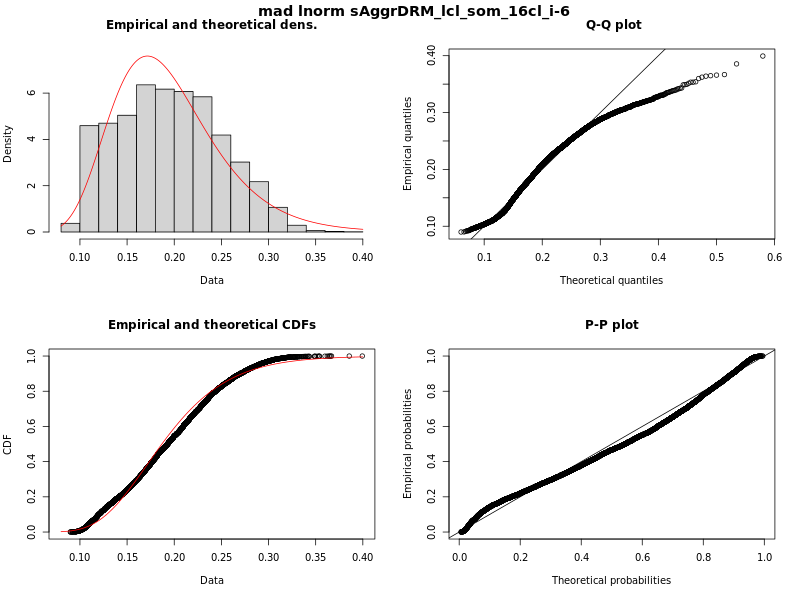 mad lnorm sAggrDRM_lcl_som_16cl_i-6
Empirical and theoretical dens.
Density
0 2 4 6
0.10 0.15 0.20 0.25 0.30 0.35 0.40
Data
Q-Q plot
Empirical quantiles
0.10 0.20 0.30 0.40
0.1 0.2 0.3 0.4 0.5 0.6
Theoretical quantiles
Empirical and theoretical CDFs
CDF
0.0 0.2 0.4 0.6 0.8 1.0
0.10 0.15 0.20 0.25 0.30 0.35 0.40
Data
P-P plot
Empirical probabilities
0.0 0.2 0.4 0.6 0.8 1.0
0.0 0.2 0.4 0.6 0.8 1.0
Theoretical probabilities